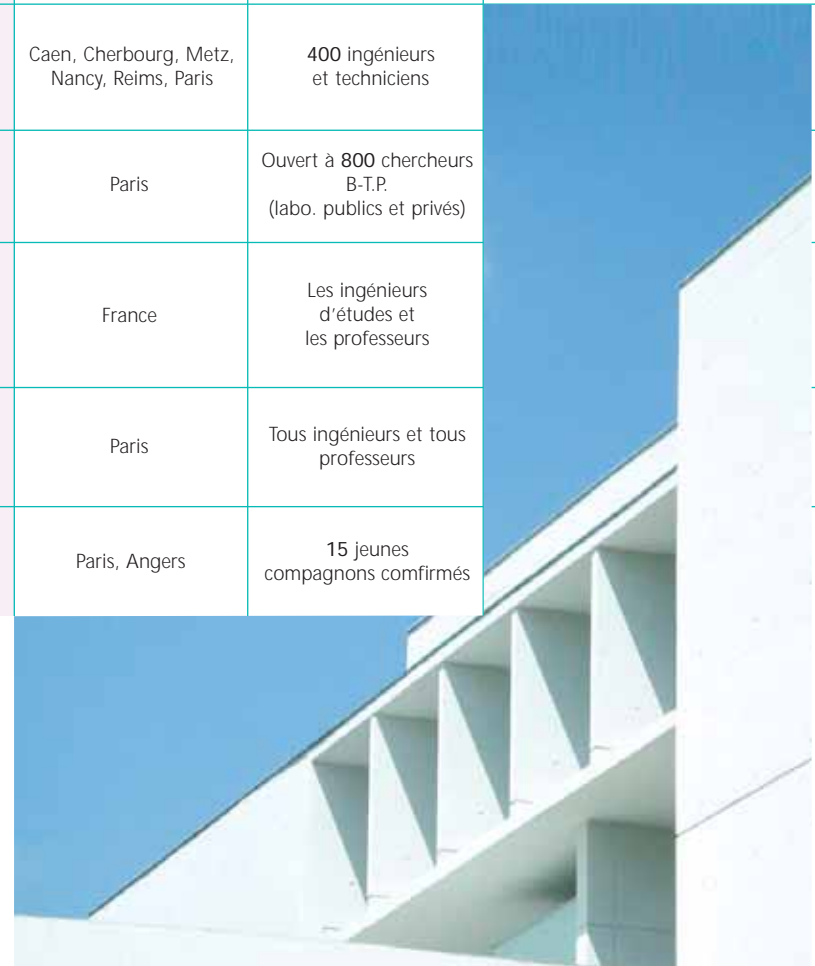 Caen, Cherbourg, Metz,
Nancy, Reims, Paris
400 ingénieurs
et techniciens
Paris
Ouvert à 800 chercheurs
B-T.P.
(labo. publics et privés)
France
Les ingénieurs
d'études et
les professeurs
Paris
Tous ingénieurs et tous
professeurs
Paris, Angers
15 jeunes
compagnons comfirmés